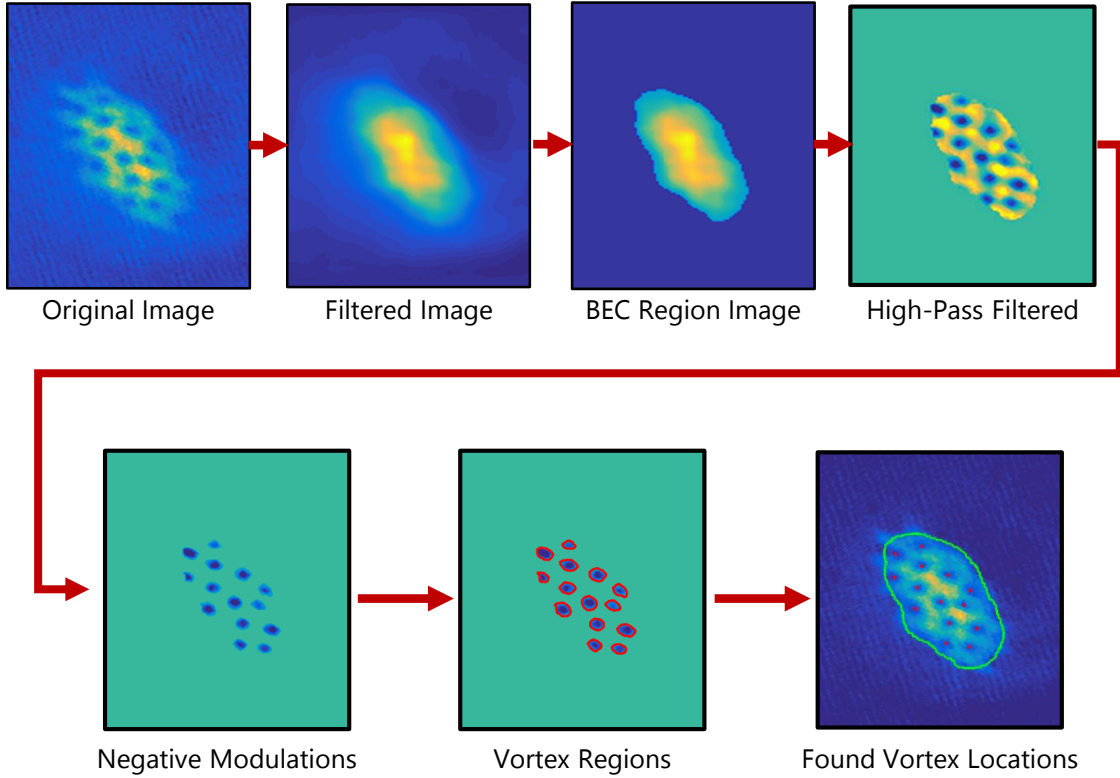 Original Image
Filtered Image
BEC Region Image
High-Pass Filtered
Negative Modulations
Vortex Regions
Found Vortex Locations